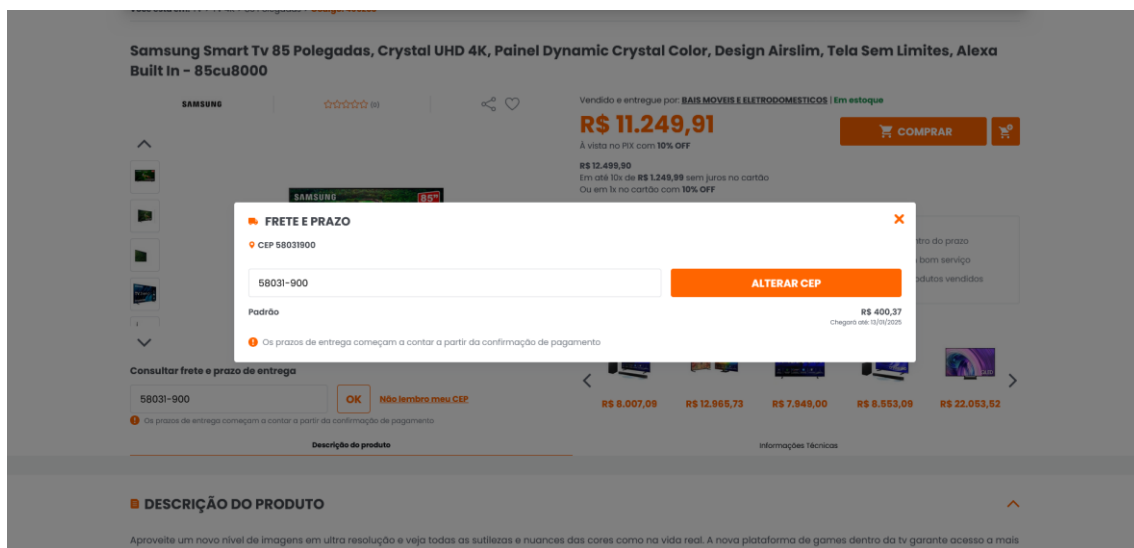 Samsung Smart Tv 85 Polegadas, Crystal UHD 4K, Painel Dynamic Crystal Color, Design Airslim, Tela Sem Limites, Alexa
Built In - 85cu8000
SAMSUNG
(0)
Vendido e entregue por: BAIS MOVEIS E ELETRODOMESTICOS | Em estoque
R$ 11.249,91
COMPRAR
À vista no PIX com 10% OFF
R$ 12.499,90
Em até 10x de R$ 1.249,99 sem juros no cartão
Ou em 1x no cartão com 10% OFF
SAMSUNG
85"
FRETE E PRAZO
do prazo
CEP 58031900
bom serviço
58031-900
ALTERAR CEP
vendidos
Padrão
R$ 400,37
Chegará até: 13/01/2025
Os prazos de entrega começam a contar a partir da confirmação de pagamento
Consultar frete e prazo de entrega
58031-900
OK
Não lembro meu CEP
R$ 8.007,09
R$ 12.965,73
R$ 7.949,00
R$ 8.553,09
R$ 22.053,52
Os prazos de entrega começam a contar a partir da confirmação de pagamento
Descrição do produto
Informações Técnicas
DESCRIÇÃO DO PRODUTO
Aproveite um novo nível de imagens em ultra resolução e veja todas as sutilezas e nuances das cores como na vida real. A nova plataforma de games dentro da tv garante acesso a mais